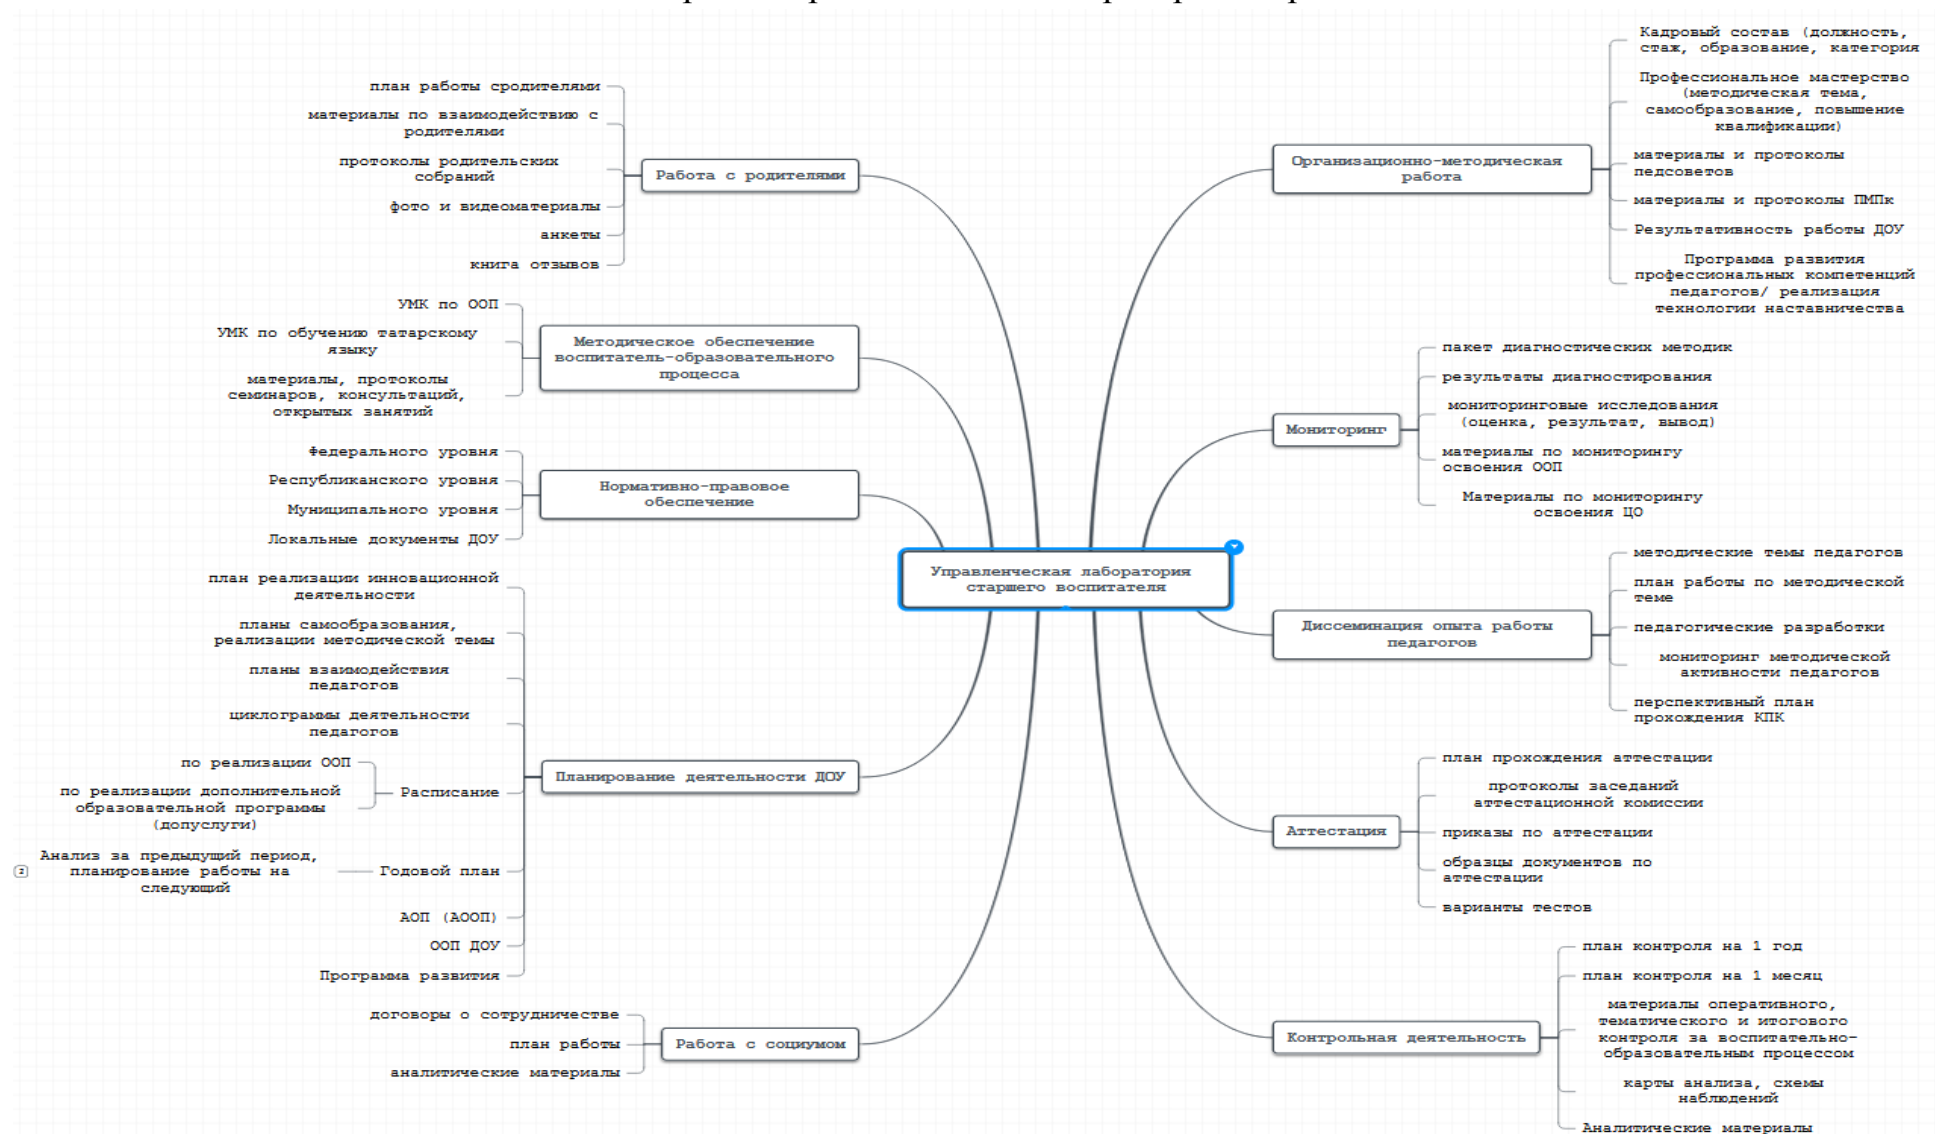 план работы сродителями
материалы по взаимодействию с
родителями
протоколы родительских
собраний
фото и видеоматериалы
анкеты
книга отзывов
Работа с родителями
УМК по ООП
УМК по обучению татарскому
языку
материалы, протоколы
семинаров, консультаций,
открытых занятий
Методическое обеспечение
воспитатель-образовательного
процесса
Федерального уровня
Республиканского уровня
Муниципального уровня
Локальные документы ДОУ
Нормативно-правовое
обеспечение
план реализации инновационной
деятельности
планы самообразования,
реализации методической темы
планы взаимодействия
педагогов
циклограммы деятельности
педагогов
по реализации ООП
по реализации дополнительной
образовательной программы
(допуслуги)
Расписание
Анализ за предыдущий период,
планирование работы на
следующий
2
Годовой план
АОП (АООП)
ООП ДОУ
Программа развития
Планирование деятельности ДОУ
договоры о сотрудничестве
план работы
аналитические материалы
Работа с социумом
Управленческая лаборатория
старшего воспитателя
Организационно-методическая
работа
Кадровый состав (должность,
стаж, образование, категория
Профессиональное мастерство
(методическая тема,
самообразование, повышение
квалификации)
материалы и протоколы
педсоветов
материалы и протоколы ПМПк
Результативность работы ДОУ
Программа развития
профессиональных компетенций
педагогов/ реализация
технологии наставничества
Мониторинг
пакет диагностических методик
результаты диагностирования
мониторинговые исследования
(оценка, результат, вывод)
материалы по мониторингу
освоения ООП
Материалы по мониторингу
освоения ЦО
Диссеминация опыта работы
педагогов
методические темы педагогов
план работы по методической
теме
педагогические разработки
мониторинг методической
активности педагогов
перспективный план
прохождения КПК
Аттестация
план прохождения аттестации
протоколы заседаний
аттестационной комиссии
приказы по аттестации
образцы документов по
аттестации
варианты тестов
Контрольная деятельность
план контроля на 1 год
план контроля на 1 месяц
материалы оперативного,
тематического и итогового
контроля за воспитательно-
образовательным процессом
карты анализа, схемы
наблюдений
Аналитические материалы